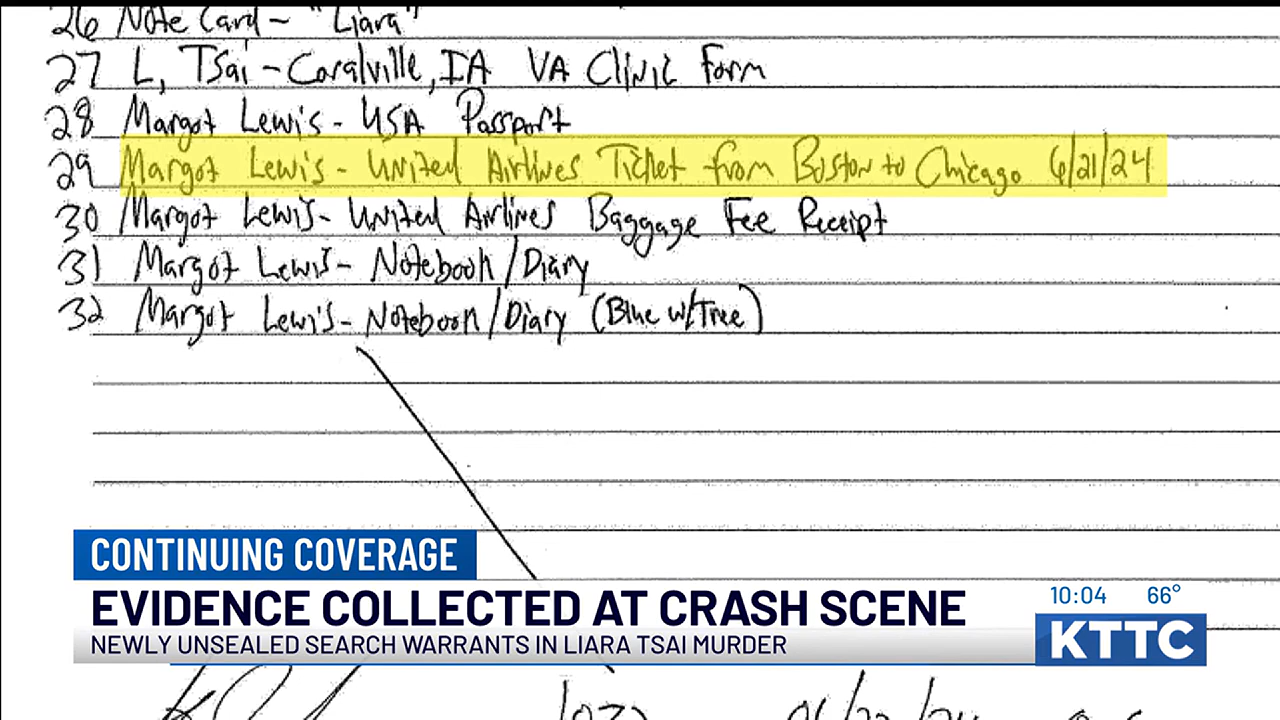 26 Note Card - "Liara"
27 L, Tsai - Coralville, IA VA Clinic Form
28 Margot Lewis - USA Passport
29 Margot Lewis - United Airlines Ticket from Boston to Chicago 6/21/24
30 Margot Lewis - United Airlines Baggage Fee Receipt
31 Margot Lewis - Notebook/Diary
32 Margot Lewis - Notebook/Diary (Blue w/Tree)
CONTINUING COVERAGE
EVIDENCE COLLECTED AT CRASH SCENE
NEWLY UNSEALED SEARCH WARRANTS IN LIARA TSAI MURDER
10:04 66°
KTTC